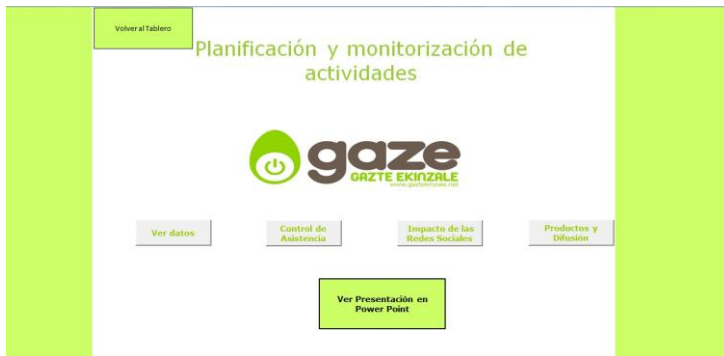 Volver al Tablero
Planificación y monitorización de
actividades
gaze
GAZTE EKINZALE
www.gaztekinzale.net
Ver datos
Control de
Asistencia
Impacto de las
Redes Sociales
Productos y
Difusión
Ver Presentación en
Power Point